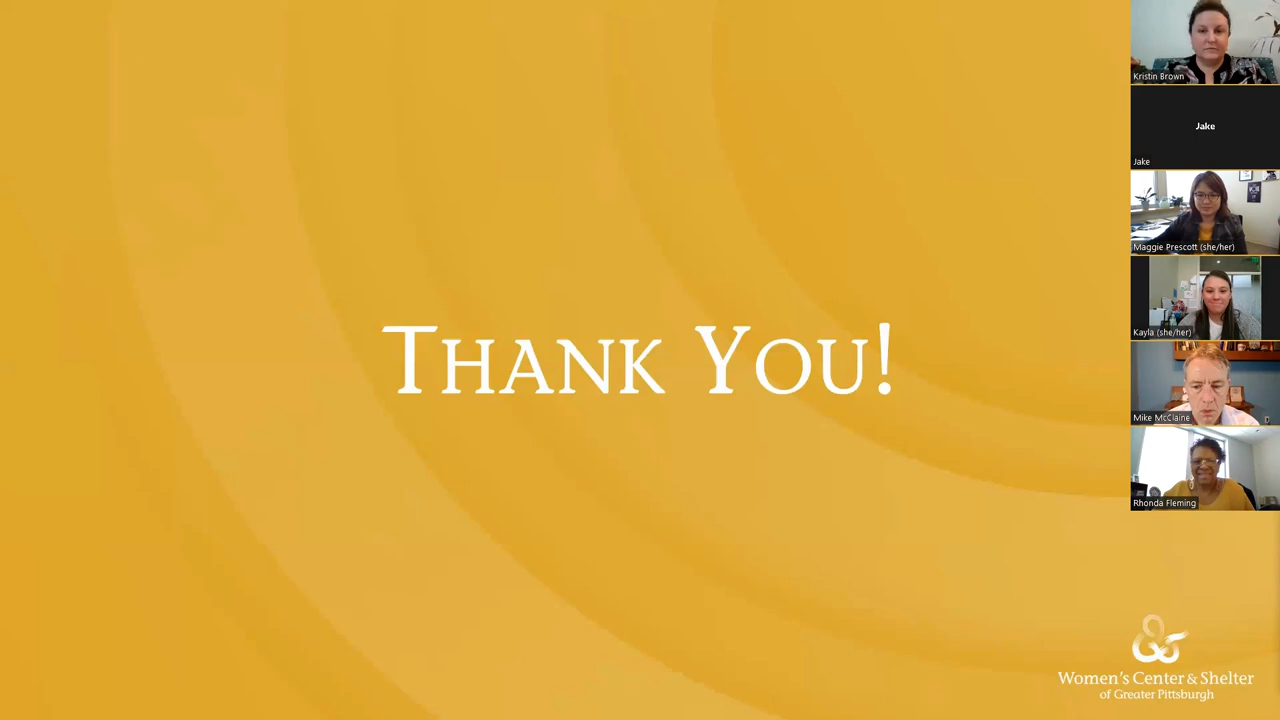 THANK YOU!
Kristin Brown
Jake
Jake
Maggie Prescott (she/her)
Kayla (she/her)
Mike McClaine
Rhonda Fleming
Women's Center & Shelter
of Greater Pittsburgh